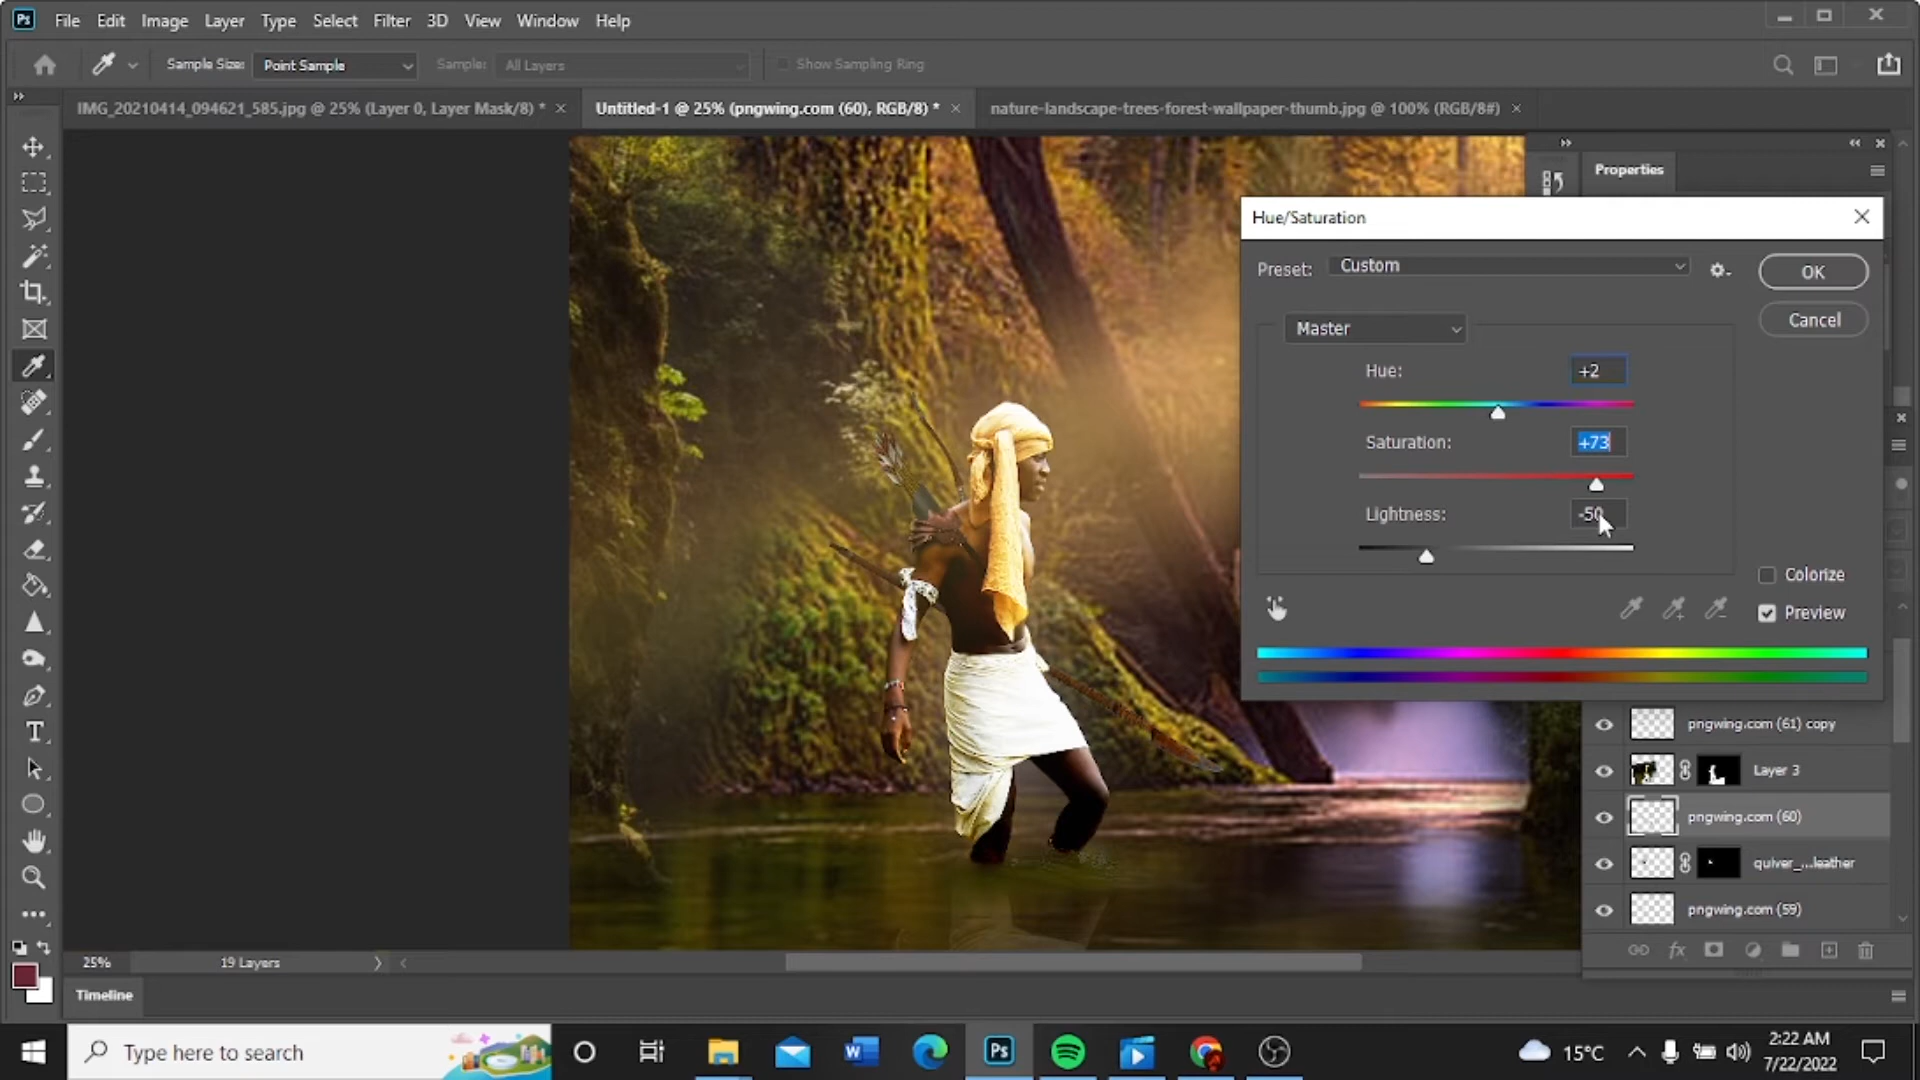 Ps File Edit Image Layer Type Select Filter 3D View Window Help
Sample Size: Point Sample Sample: All Layers Show Sampling Ring
IMG_20210414_094621_585.jpg @ 25% (Layer 0, Layer Mask/8) * Untitled-1 @ 25% (pngwing.com (60), RGB/8) * nature-landscape-trees-forest-wallpaper-thumb.jpg @ 100% (RGB/8#)
Properties
Hue/Saturation
Preset: Custom OK
Cancel
Master
Hue: +2
Saturation: +73
Lightness: -50
Colorize
Preview
pngwing.com (61) copy
Layer 3
pngwing.com (60)
quiver_...leather
pngwing.com (59)
25% 19 Layers
Timeline
Type here to search
15°C
2:22 AM
7/22/2022